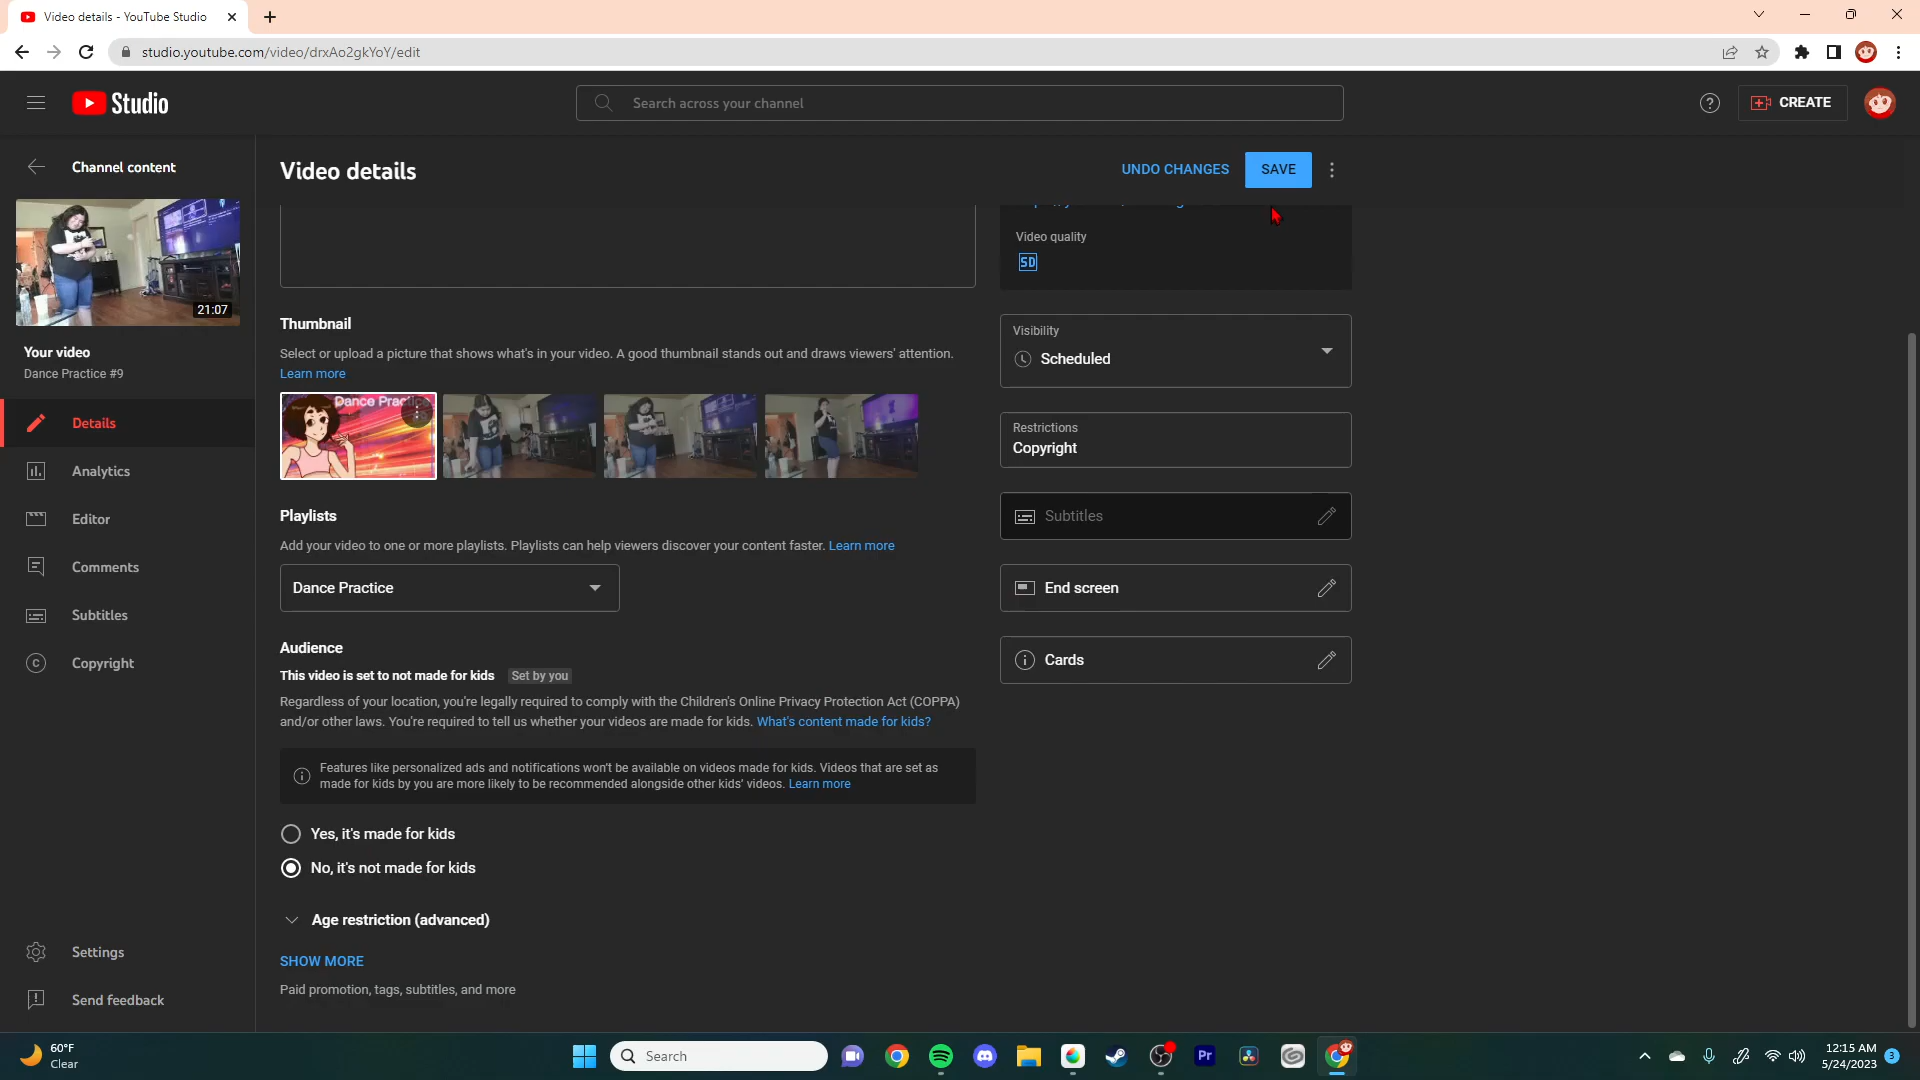 Video details - YouTube Studio
studio.youtube.com/video/drxAo2gkYoY/edit
Studio
Search across your channel
CREATE
Channel content
Video details
UNDO CHANGES
SAVE
21:07
Your video
Dance Practice #9
Details
Analytics
Editor
Comments
Subtitles
Copyright
Settings
Send feedback
Thumbnail
Select or upload a picture that shows what's in your video. A good thumbnail stands out and draws viewers' attention.
Learn more
Dance Practice
Playlists
Add your video to one or more playlists. Playlists can help viewers discover your content faster. Learn more
Dance Practice
Audience
This video is set to not made for kids Set by you
Regardless of your location, you're legally required to comply with the Children's Online Privacy Protection Act (COPPA)
and/or other laws. You're required to tell us whether your videos are made for kids. What's content made for kids?
Features like personalized ads and notifications won't be available on videos made for kids. Videos that are set as
made for kids by you are more likely to be recommended alongside other kids' videos. Learn more
Yes, it's made for kids
No, it's not made for kids
Age restriction (advanced)
SHOW MORE
Paid promotion, tags, subtitles, and more
Video quality
SD
Visibility
Scheduled
Restrictions
Copyright
Subtitles
End screen
Cards
60°F
Clear
Search
Pr
12:15 AM
5/24/2023
3